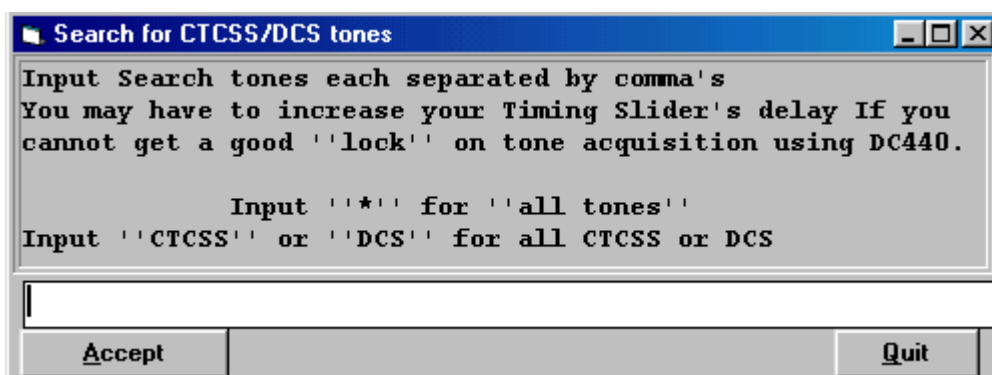 Search for CTCSS/DCS tones
Input Search tones each separated by comma's
You may have to increase your Timing Slider's delay If you
cannot get a good ''lock'' on tone acquisition using DC440.
Input ''*'' for ''all tones''
Input ''CTCSS'' or ''DCS'' for all CTCSS or DCS
Accept
Quit